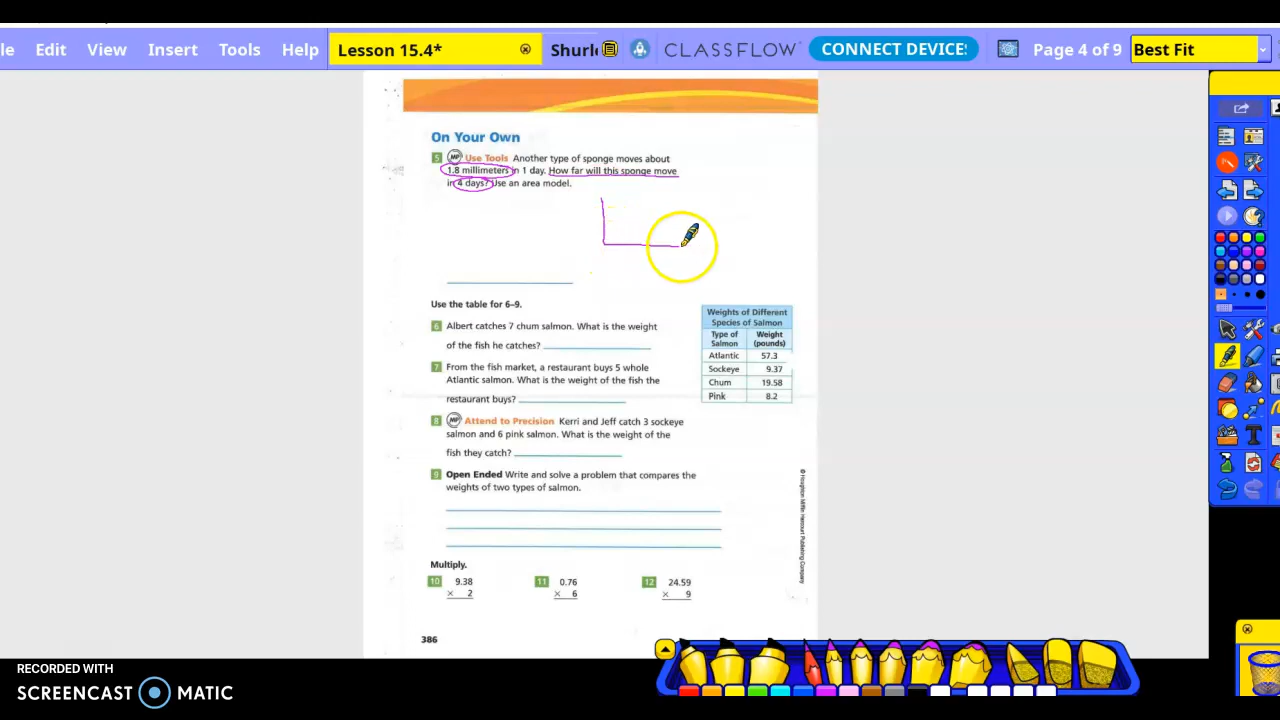 le Edit View Insert Tools Help Lesson 15.4* Shurl CLASSFLOW CONNECT DEVICES Page 4 of 9 Best Fit
On Your Own
5 MP Use Tools Another type of sponge moves about
1.8 millimeters in 1 day. How far will this sponge move
in 4 days? Use an area model.
Use the table for 6–9.
6 Albert catches 7 chum salmon. What is the weight
of the fish he catches?
7 From the fish market, a restaurant buys 5 whole
Atlantic salmon. What is the weight of the fish the
restaurant buys?
Weights of Different
Species of Salmon
Type of Salmon Weight (pounds)
Atlantic 57.3
Sockeye 9.37
Chum 19.58
Pink 8.2
8 MP Attend to Precision Kerri and Jeff catch 3 sockeye
salmon and 6 pink salmon. What is the weight of the
fish they catch?
9 Open Ended Write and solve a problem that compares the
weights of two types of salmon.
© Houghton Mifflin Harcourt Publishing Company
Multiply.
10 9.38 11 0.76 12 24.59
× 2 × 6 × 9
386
RECORDED WITH
SCREENCAST MATIC